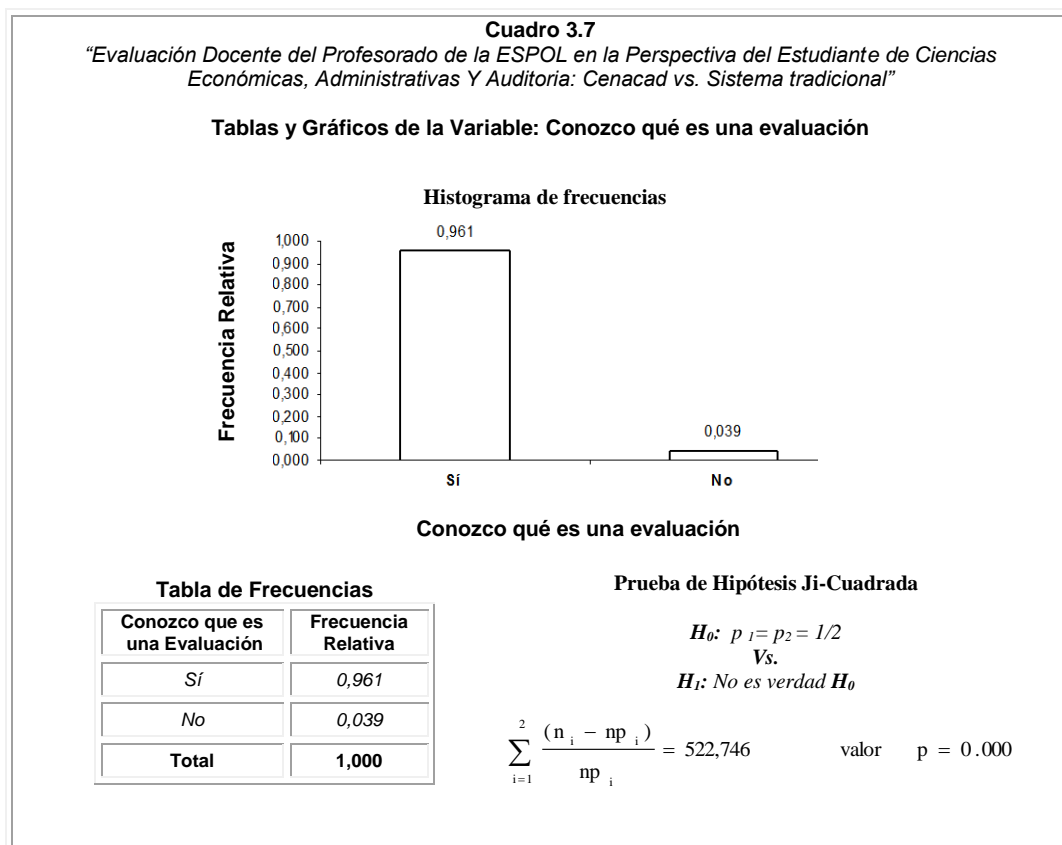 Cuadro 3.7
“Evaluación Docente del Profesorado de la ESPOL en la Perspectiva del Estudiante de Ciencias
Económicas, Administrativas Y Auditoria: Cenacad vs. Sistema tradicional”
Tablas y Gráficos de la Variable: Conozco qué es una evaluación
Histograma de frecuencias
Frecuencia Relativa
1,000
0,900
0,800
0,700
0,600
0,500
0,400
0,300
0,200
0,100
0,000
0,961
0,039
Sí No
Conozco qué es una evaluación
Tabla de Frecuencias
Conozco que es una Evaluación Frecuencia Relativa
Sí 0,961
No 0,039
Total 1,000
Prueba de Hipótesis Ji-Cuadrada
H₀: p ₁= p₂ = 1/2
Vs.
H₁: No es verdad H₀
2 ∑ i=1 (n i − np i) / np i = 522,746 valor p = 0.000